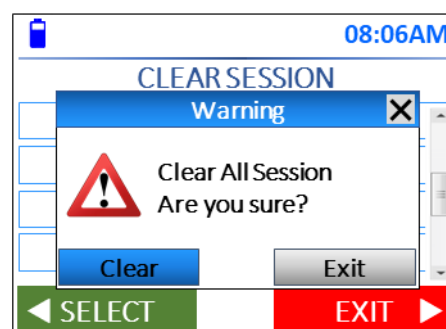 08:06AM
CLEAR SESSION
Warning
Clear All Session
Are you sure?
Clear Exit
SELECT EXIT